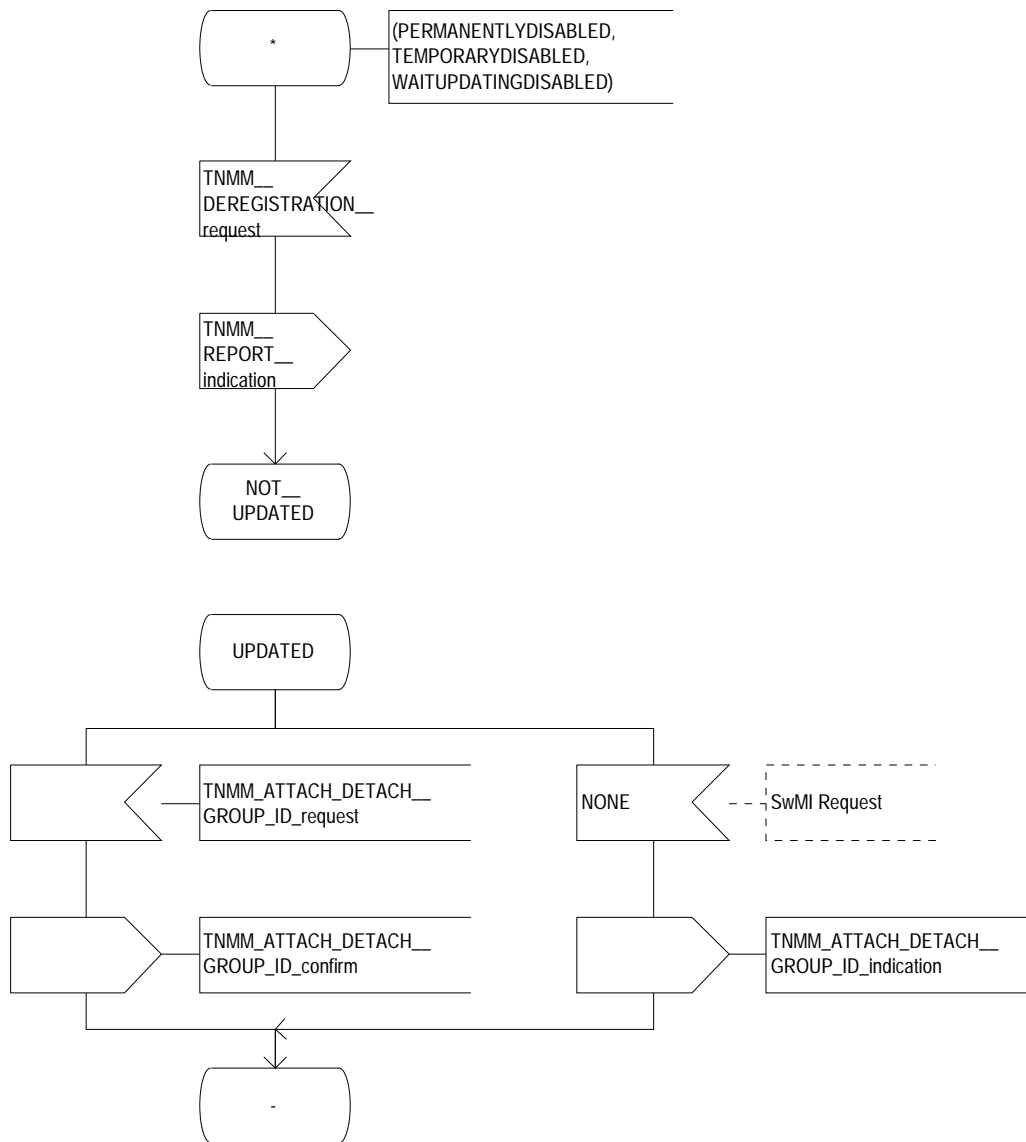 *
(PERMANENTLYDISABLED,
TEMPORARYDISABLED,
WAITUPDATINGDISABLED)
TNMM__
DEREGISTRATION__
request
TNMM__
REPORT__
indication
NOT__
UPDATED
UPDATED
TNMM_ATTACH_DETACH__
GROUP_ID_request
NONE
SwMI Request
TNMM_ATTACH_DETACH__
GROUP_ID_confirm
TNMM_ATTACH_DETACH__
GROUP_ID_indication
-